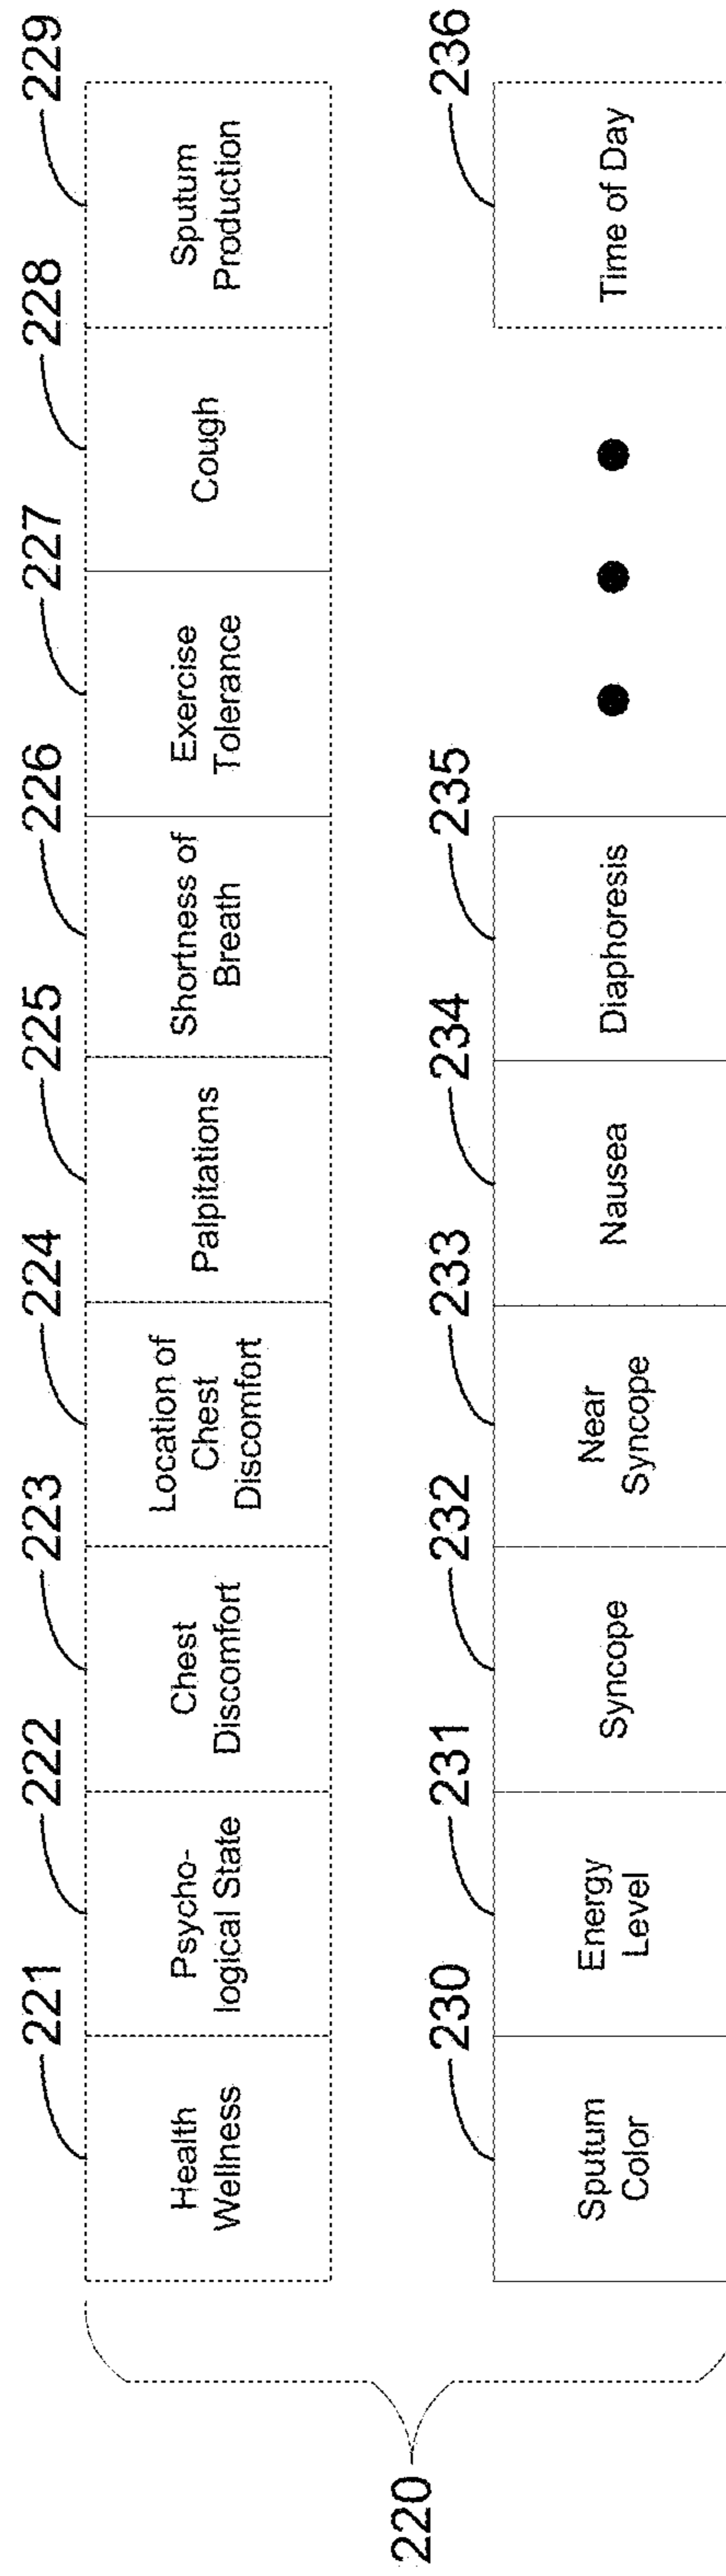 220
221
222
223
224
225
226
227
228
229
Health
Wellness
Psycho-
logical State
Chest
Discomfort
Location of
Chest
Discomfort
Palpitations
Shortness of
Breath
Exercise
Tolerance
Cough
Sputum
Production
230
231
232
233
234
235
236
Sputum
Color
Energy
Level
Syncope
Near
Syncope
Nausea
Diaphoresis
Time of Day